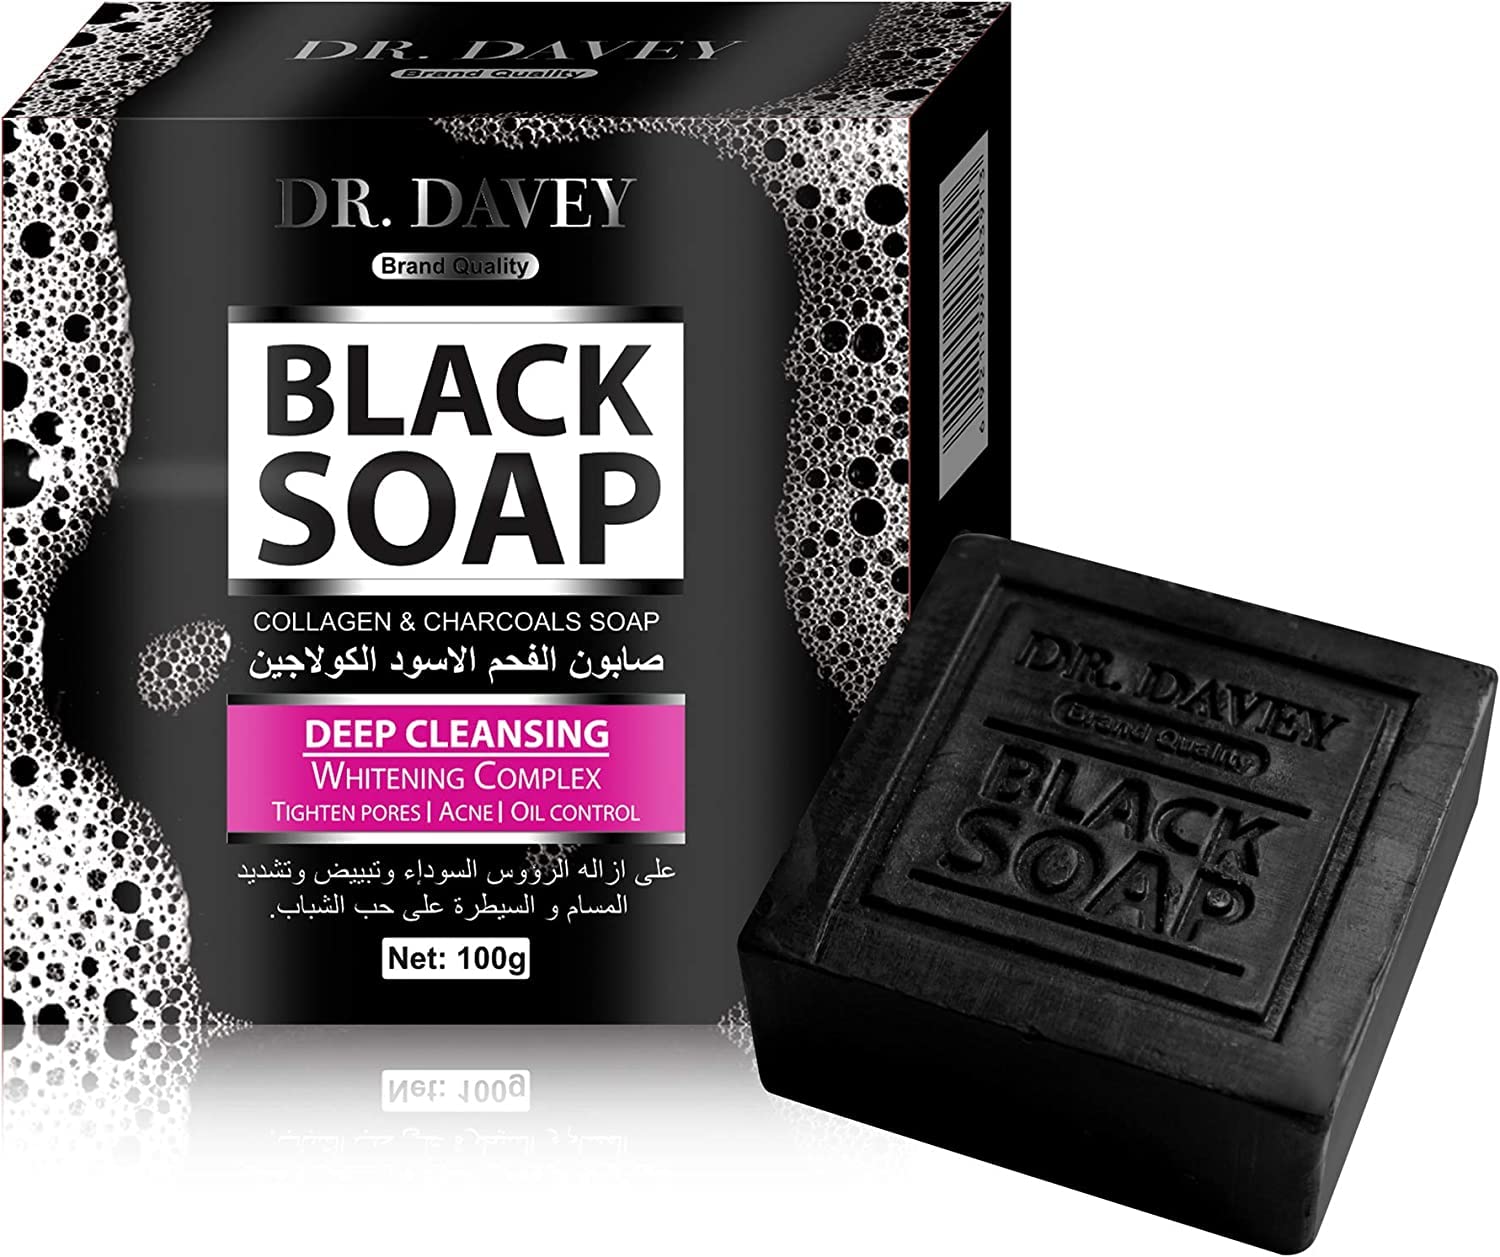 DR. DAVEY
Brand Quality
DR. DAVEY
Brand Quality
BLACK
SOAP
COLLAGEN & CHARCOALS SOAP
صابون الفحم الاسود الكولاجين
DEEP CLEANSING
WHITENING COMPLEX
TIGHTEN PORES | ACNE | OIL CONTROL
على ازاله الرؤوس السوداء وتبييض وتشديد
المسام و السيطرة على حب الشباب.
Net: 100g
DR. DAVEY
Brand Quality
BLACK
SOAP